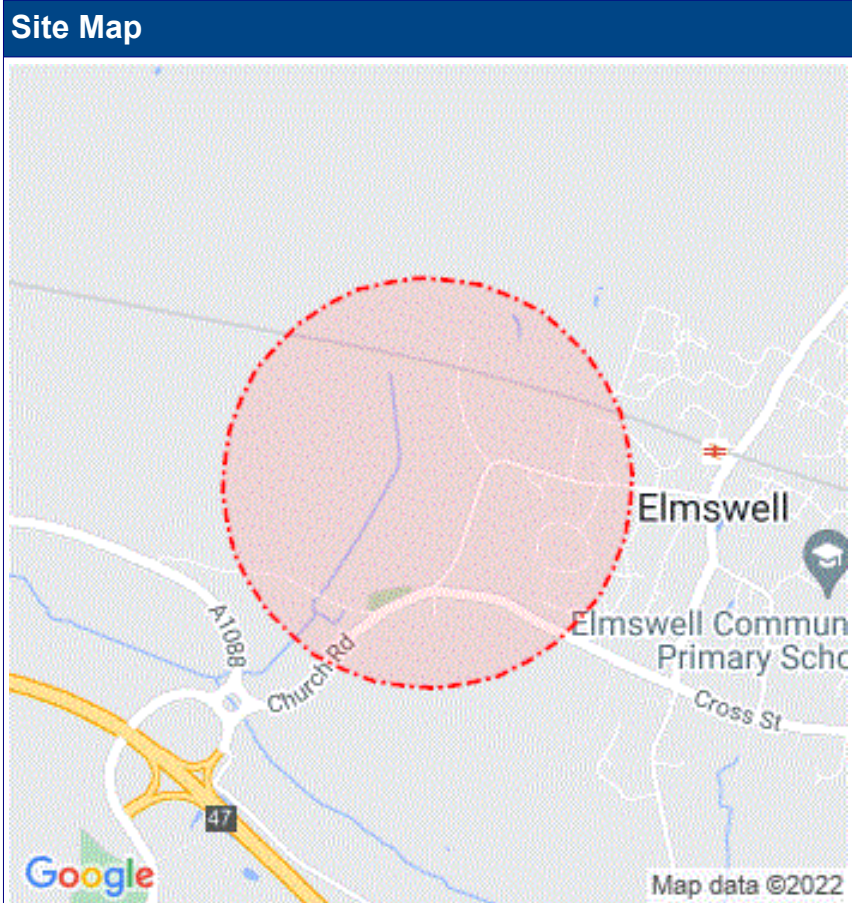 Site Map
Elmswell
A1088
Church Rd
Elmswell Commun
Primary Scho
Cross St
47
Google
Map data ©2022